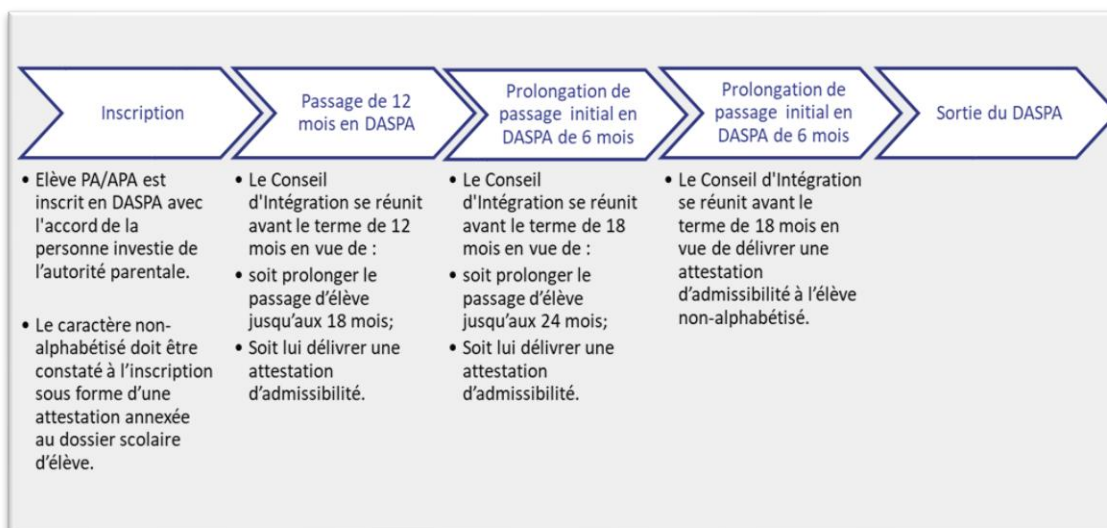 Inscription
Passage de 12
mois en DASPA
Prolongation de
passage initial en
DASPA de 6 mois
Prolongation de
passage initial en
DASPA de 6 mois
Sortie du DASPA
• Elève PA/APA est
inscrit en DASPA avec
l'accord de la
personne investie de
l'autorité parentale.
• Le caractère non-
alphabétisé doit être
constaté à l'inscription
sous forme d'une
attestation annexée
au dossier scolaire
d'élève.
• Le Conseil
d'Intégration se réunit
avant le terme de 12
mois en vue de :
• soit prolonger le
passage d'élève
jusqu'aux 18 mois;
• Soit lui délivrer une
attestation
d'admissibilité.
• Le Conseil
d'Intégration se réunit
avant le terme de 18
mois en vue de :
• soit prolonger le
passage d'élève
jusqu'aux 24 mois;
• Soit lui délivrer une
attestation
d'admissibilité.
• Le Conseil d'Intégration
se réunit avant le
terme de 18 mois en
vue de délivrer une
attestation
d'admissibilité à l'élève
non-alphabétisé.